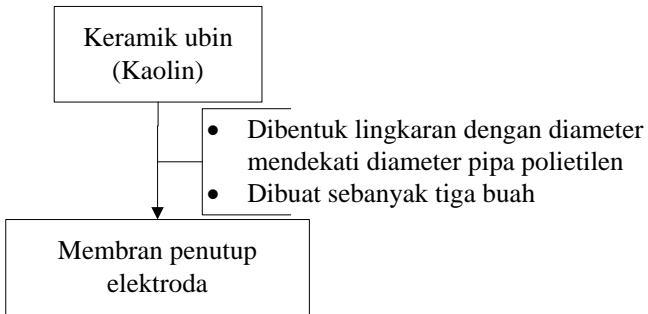 Keramik ubin
(Kaolin)
• Dibentuk lingkaran dengan diameter
mendekati diameter pipa polietilen
• Dibuat sebanyak tiga buah
Membran penutup
elektroda